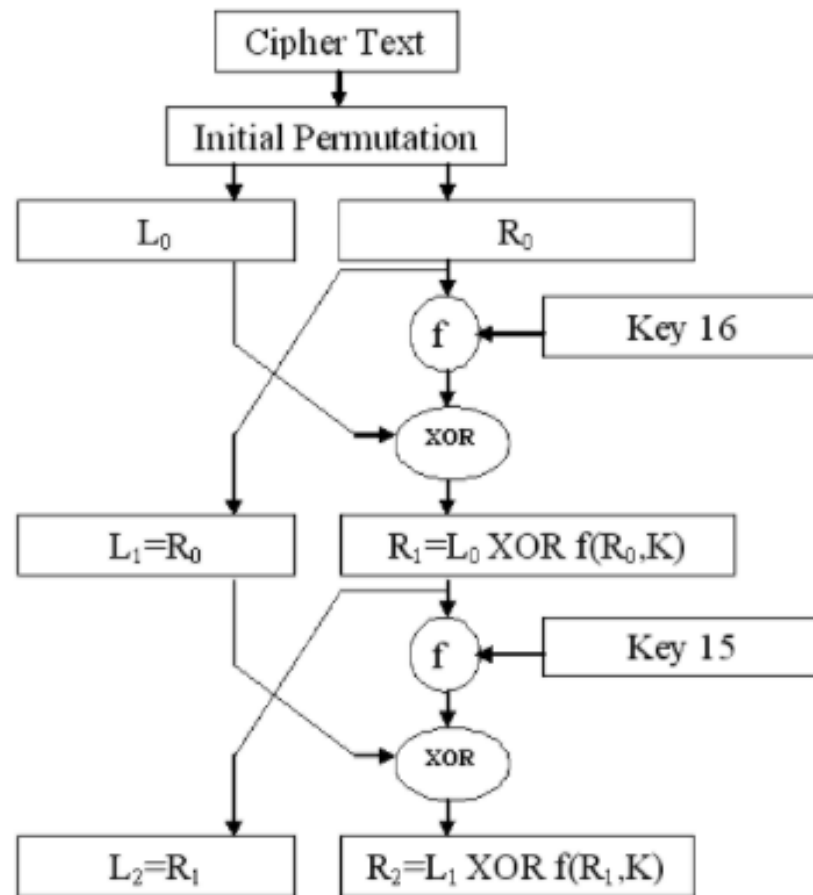 Cipher Text
Initial Permutation
L₀
R₀
f
Key 16
XOR
L₁=R₀
R₁=L₀ XOR f(R₀,K)
f
Key 15
XOR
L₂=R₁
R₂=L₁ XOR f(R₁,K)